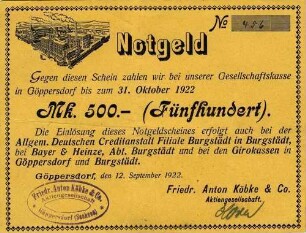 № 486
Notgeld
Gegen diesen Schein zahlen wir bei unserer Gesellschaftskasse
in Göppersdorf bis zum 31. Oktober 1922
Mk. 500.- (Fünfhundert).
Die Einlösung dieses Notgeldscheines erfolgt auch bei der
Allgem. Deutschen Creditanstalt Filiale Burgstädt in Burgstädt,
bei Bayer & Heinze, Abt. Burgstädt und bei den Girokassen in
Göppersdorf und Burgstädt.
Göppersdorf, den 12. September 1922.
Friedr. Anton Köbke & Co.
Aktiengesellschaft.
Friedr. Anton Köbke & Co.
Aktiengesellschaft
Göppersdorf (Sachsen)